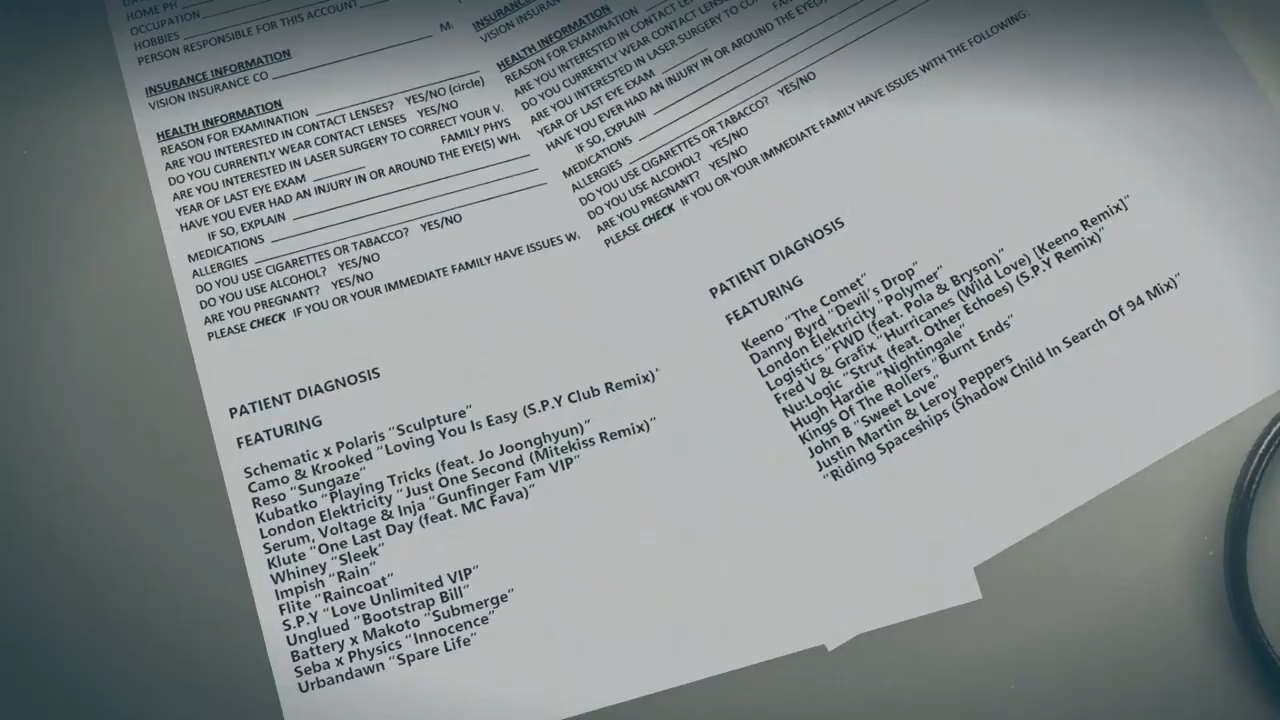 HOME PH
OCCUPATION
HOBBIES
PERSON RESPONSIBLE FOR THIS ACCOUNT
M.
INSURANCE INFORMATION
VISION INSURANCE CO
HEALTH INFORMATION
REASON FOR EXAMINATION
ARE YOU INTERESTED IN CONTACT LENSES? YES/NO (circle)
DO YOU CURRENTLY WEAR CONTACT LENSES YES/NO
ARE YOU INTERESTED IN LASER SURGERY TO CORRECT YOUR V.
YEAR OF LAST EYE EXAM FAMILY PHYS
HAVE YOU EVER HAD AN INJURY IN OR AROUND THE EYE(S) WH
IF SO, EXPLAIN
MEDICATIONS
ALLERGIES
DO YOU USE CIGARETTES OR TABACCO? YES/NO
DO YOU USE ALCOHOL? YES/NO
ARE YOU PREGNANT? YES/NO
PLEASE CHECK IF YOU OR YOUR IMMEDIATE FAMILY HAVE ISSUES W.
PATIENT DIAGNOSIS
FEATURING
Schematic x Polaris "Sculpture"
Camo & Krooked "Loving You Is Easy (S.P.Y Club Remix)"
Reso "Sungaze"
Kubatko "Playing Tricks (feat. Jo Joonghyun)"
London Elektricity "Just One Second (Mitekiss Remix)"
Serum, Voltage & Inja "Gunfinger Fam VIP"
Klute "One Last Day (feat. MC Fava)"
Whiney "Sleek"
Impish "Rain"
Flite "Raincoat"
S.P.Y "Love Unlimited VIP"
Unglued "Bootstrap Bill"
Battery x Makoto "Submerge"
Seba x Physics "Innocence"
Urbandawn "Spare Life"
INSURANCE
VISION INSURAN
HEALTH INFORMATION
REASON FOR EXAMINATION
ARE YOU INTERESTED IN CONTACT LENS
DO YOU CURRENTLY WEAR CONTACT LENSES
ARE YOU INTERESTED IN LASER SURGERY TO CO
YEAR OF LAST EYE EXAM
HAVE YOU EVER HAD AN INJURY IN OR AROUND THE EYE(S)
IF SO, EXPLAIN
MEDICATIONS
ALLERGIES
DO YOU USE CIGARETTES OR TABACCO? YES/NO
DO YOU USE ALCOHOL? YES/NO
ARE YOU PREGNANT? YES/NO
PLEASE CHECK IF YOU OR YOUR IMMEDIATE FAMILY HAVE ISSUES WITH THE FOLLOWING:
PATIENT DIAGNOSIS
FEATURING
Keeno "The Comet"
Danny Byrd "Devil's Drop"
London Elektricity "Polymer"
Logistics "FWD (feat. Pola & Bryson)"
Fred V & Grafix "Hurricanes (Wild Love) [Keeno Remix]"
Nu:Logic "Strut (feat. Other Echoes) (S.P.Y Remix)"
Hugh Hardie "Nightingale"
Kings Of The Rollers "Burnt Ends"
John B "Sweet Love"
Justin Martin & Leroy Peppers
"Riding Spaceships (Shadow Child In Search Of 94 Mix)"